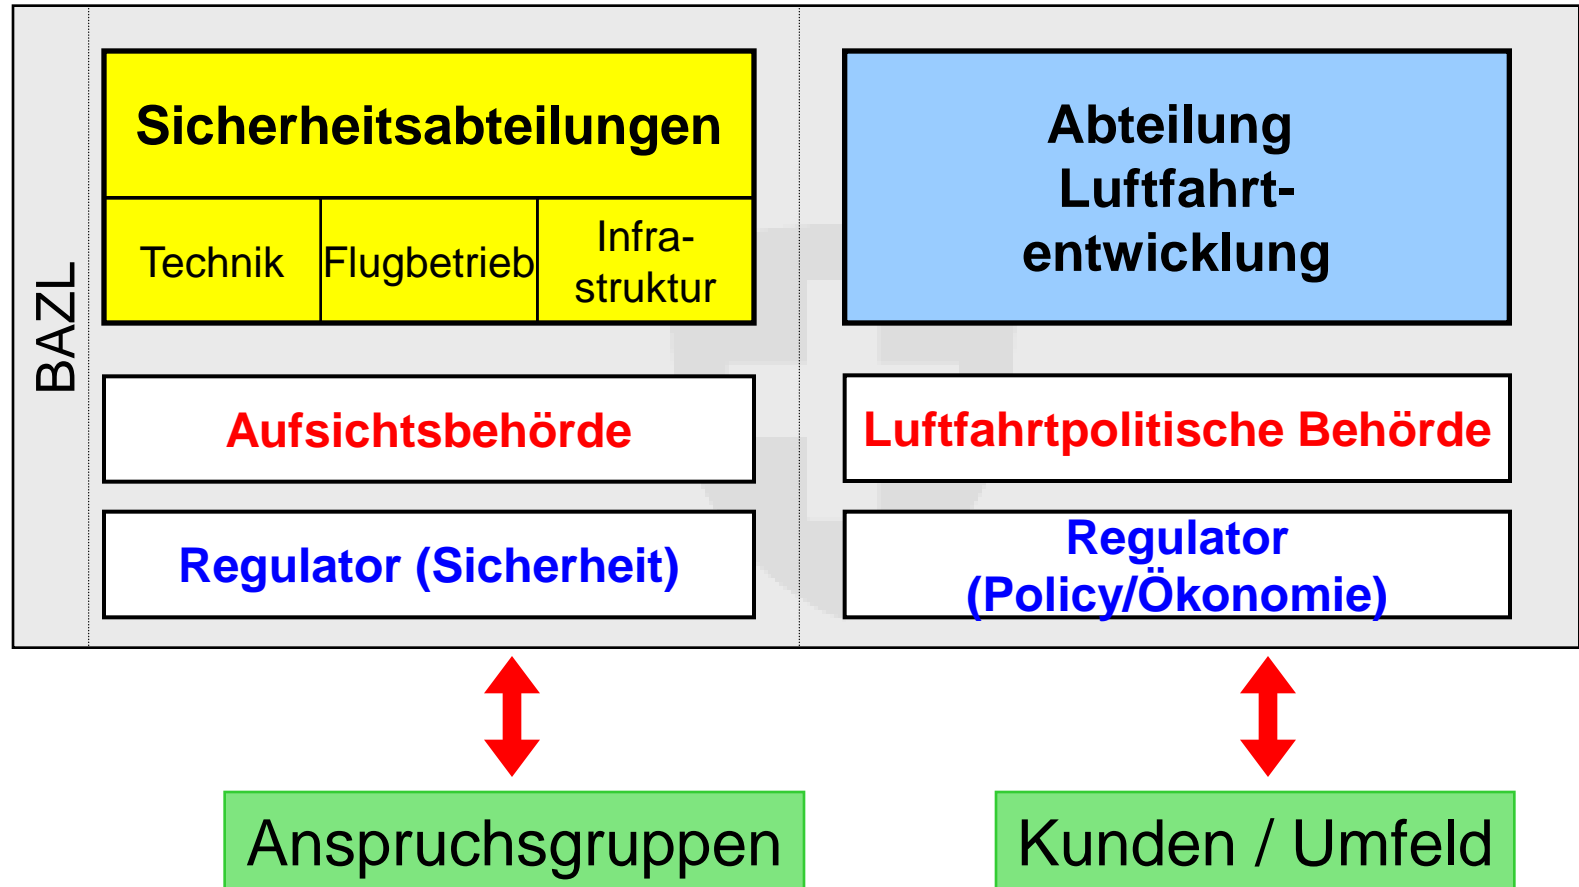 BAZL
Sicherheitsabteilungen
Technik
Flugbetrieb
Infra-
struktur
Aufsichtsbehörde
Regulator (Sicherheit)
Abteilung
Luftfahrt-
entwicklung
Luftfahrtpolitische Behörde
Regulator
(Policy/Ökonomie)
Anspruchsgruppen
Kunden / Umfeld